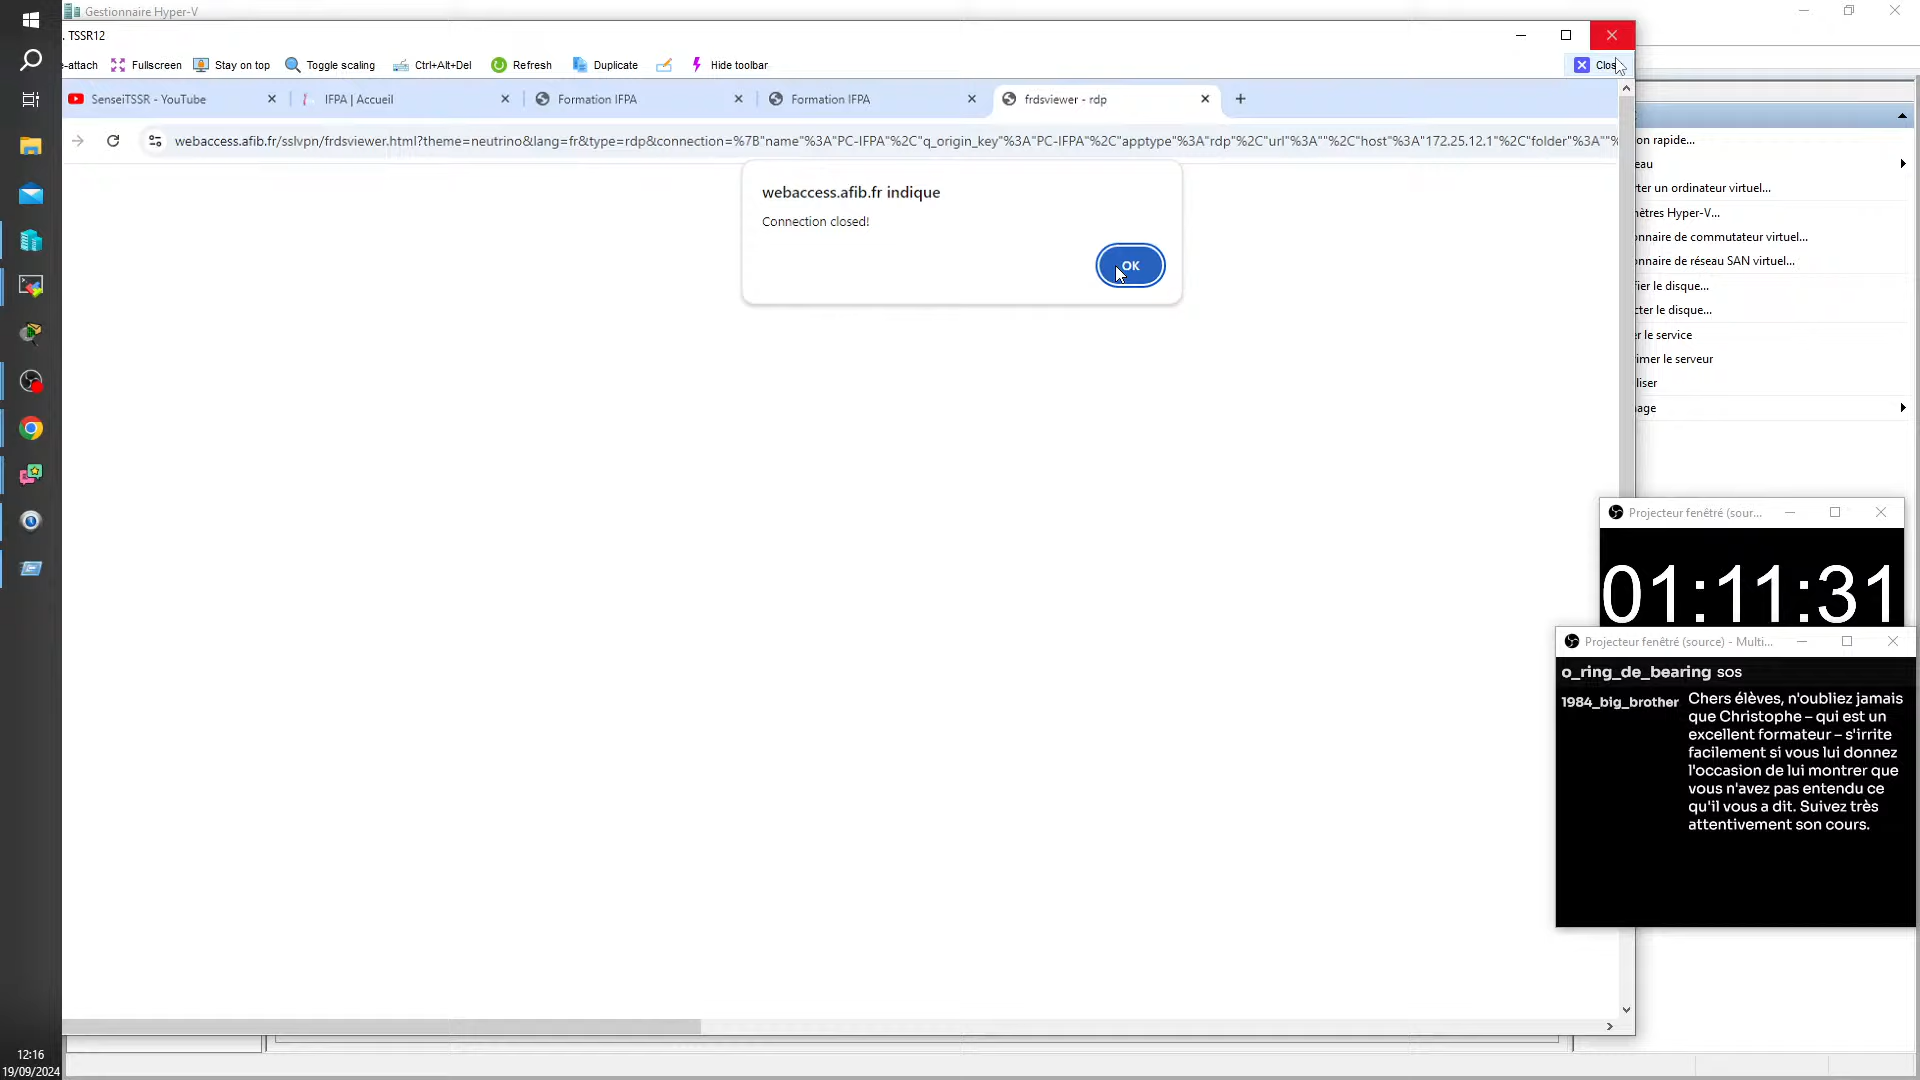 Gestionnaire Hyper-V
. TSSR12
e-attach
Fullscreen
Stay on top
Toggle scaling
Ctrl+Alt+Del
Refresh
Duplicate
Hide toolbar
Clos
SenseiTSSR - YouTube
IFPA | Accueil
Formation IFPA
Formation IFPA
frdsviewer - rdp
webaccess.afib.fr/sslvpn/frdsviewer.html?theme=neutrino&lang=fr&type=rdp&connection=%7B"name"%3A"PC-IFPA"%2C"q_origin_key"%3A"PC-IFPA"%2C"apptype"%3A"rdp"%2C"url"%3A""%2C"host"%3A"172.25.12.1"%2C"folder"%3A""%
webaccess.afib.fr indique
Connection closed!
OK
on rapide...
eau
rter un ordinateur virtuel...
nètres Hyper-V...
onnaire de commutateur virtuel...
onnaire de réseau SAN virtuel...
fier le disque...
cter le disque...
er le service
imer le serveur
liser
nage
Projecteur fenêtré (sour...
01:11:31
Projecteur fenêtré (source) - Multi...
o_ring_de_bearing sos
1984_big_brother Chers élèves, n'oubliez jamais
que Christophe – qui est un
excellent formateur – s'irrite
facilement si vous lui donnez
l'occasion de lui montrer que
vous n'avez pas entendu ce
qu'il vous a dit. Suivez très
attentivement son cours.
12:16
19/09/2024